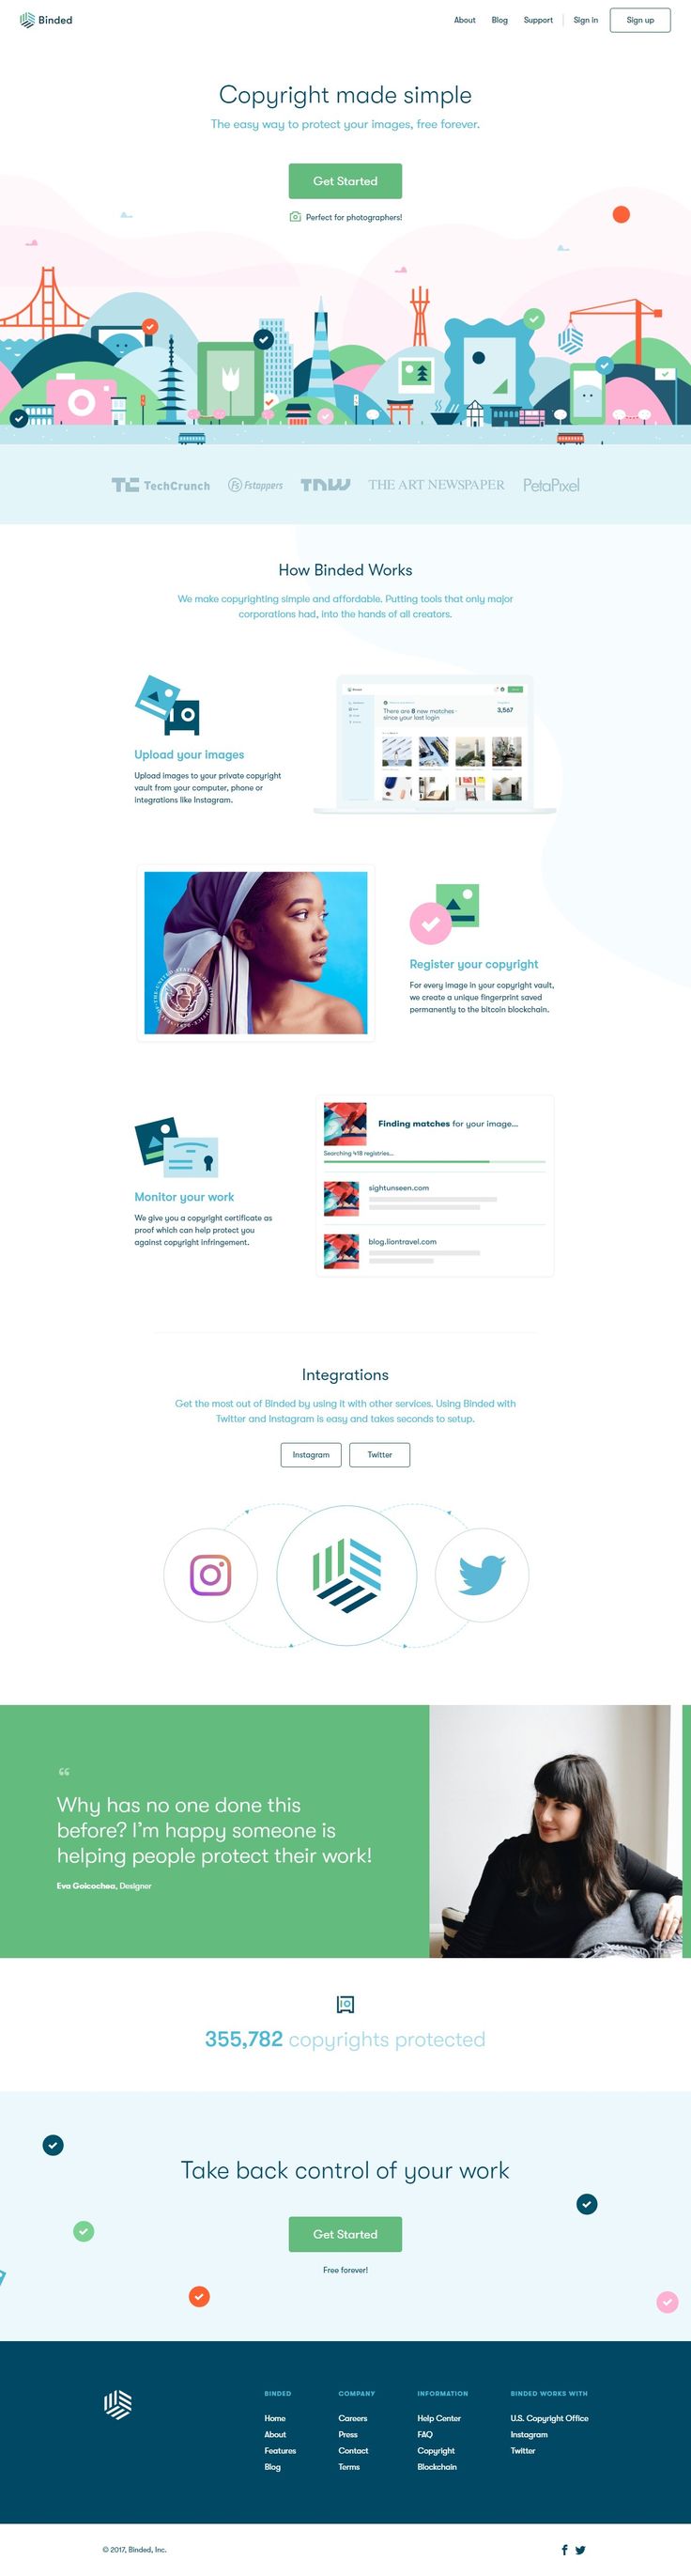 Binded
About Blog Support Sign in Sign up
Copyright made simple
The easy way to protect your images, free forever.
Get Started
Perfect for photographers!
TechCrunch Fstoppers TNW THE ART NEWSPAPER PetaPixel
How Binded Works
We make copyrighting simple and affordable. Putting tools that only major
corporations had, into the hands of all creators.
Upload your images
Upload images to your private copyright
vault from your computer, phone or
integrations like Instagram.
There are 8 new matches
since your last login
3,567
Register your copyright
For every image in your copyright vault,
we create a unique fingerprint saved
permanently to the bitcoin blockchain.
Monitor your work
We give you a copyright certificate as
proof which can help protect you
against copyright infringement.
Finding matches for your image...
Searching 418 registries...
sightunseen.com
blog.liontravel.com
Integrations
Get the most out of Binded by using it with other services. Using Binded with
Twitter and Instagram is easy and takes seconds to setup.
Instagram Twitter
“
Why has no one done this
before? I'm happy someone is
helping people protect their work!
Eva Goicochea, Designer
355,782 copyrights protected
Take back control of your work
Get Started
Free forever!
BINDED
Home
About
Features
Blog
COMPANY
Careers
Press
Contact
Terms
INFORMATION
Help Center
FAQ
Copyright
Blockchain
BINDED WORKS WITH
U.S. Copyright Office
Instagram
Twitter
© 2017, Binded, Inc.